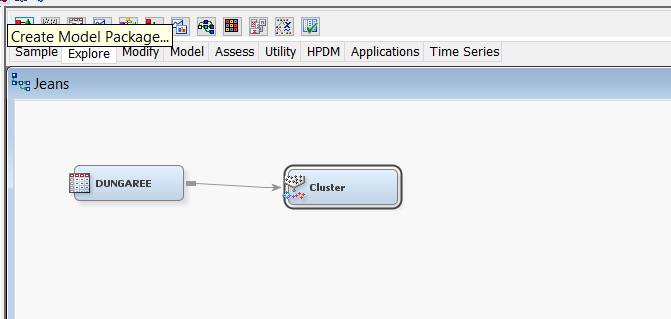 Create Model Package...
Sample Explore Modify Model Assess Utility HPDM Applications Time Series
Jeans
DUNGAREE Cluster